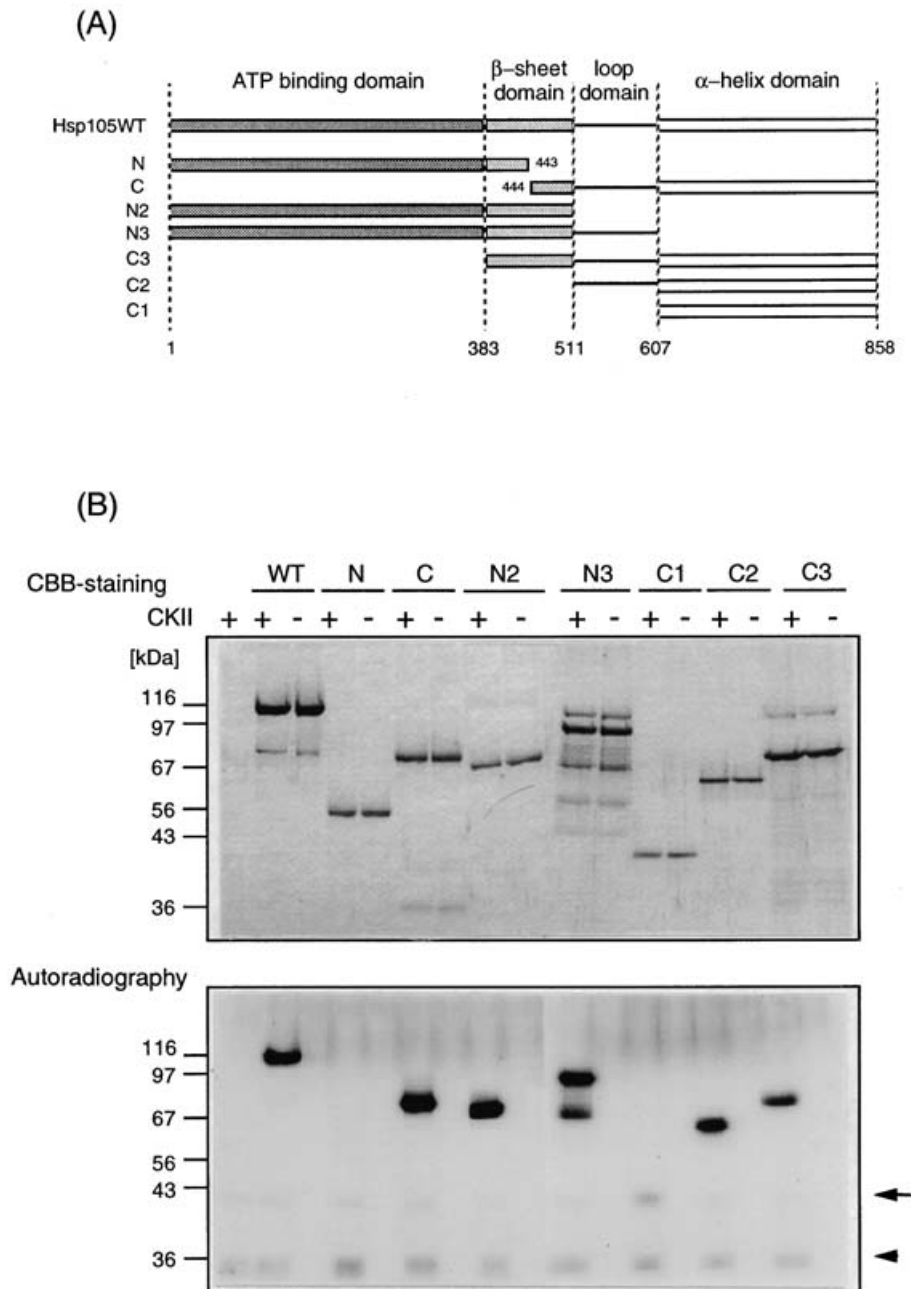 (A)
ATP binding domain
β–sheet domain
loop domain
α–helix domain
Hsp105WT
N
443
444
C
N2
N3
C3
C2
C1
1 383 511 607 858
(B)
CBB-staining
WT N C N2 N3 C1 C2 C3
CKII + + - + - + - + - + - + - + - + -
[kDa]
116
97
67
56
43
36
Autoradiography
116
97
67
56
43
36